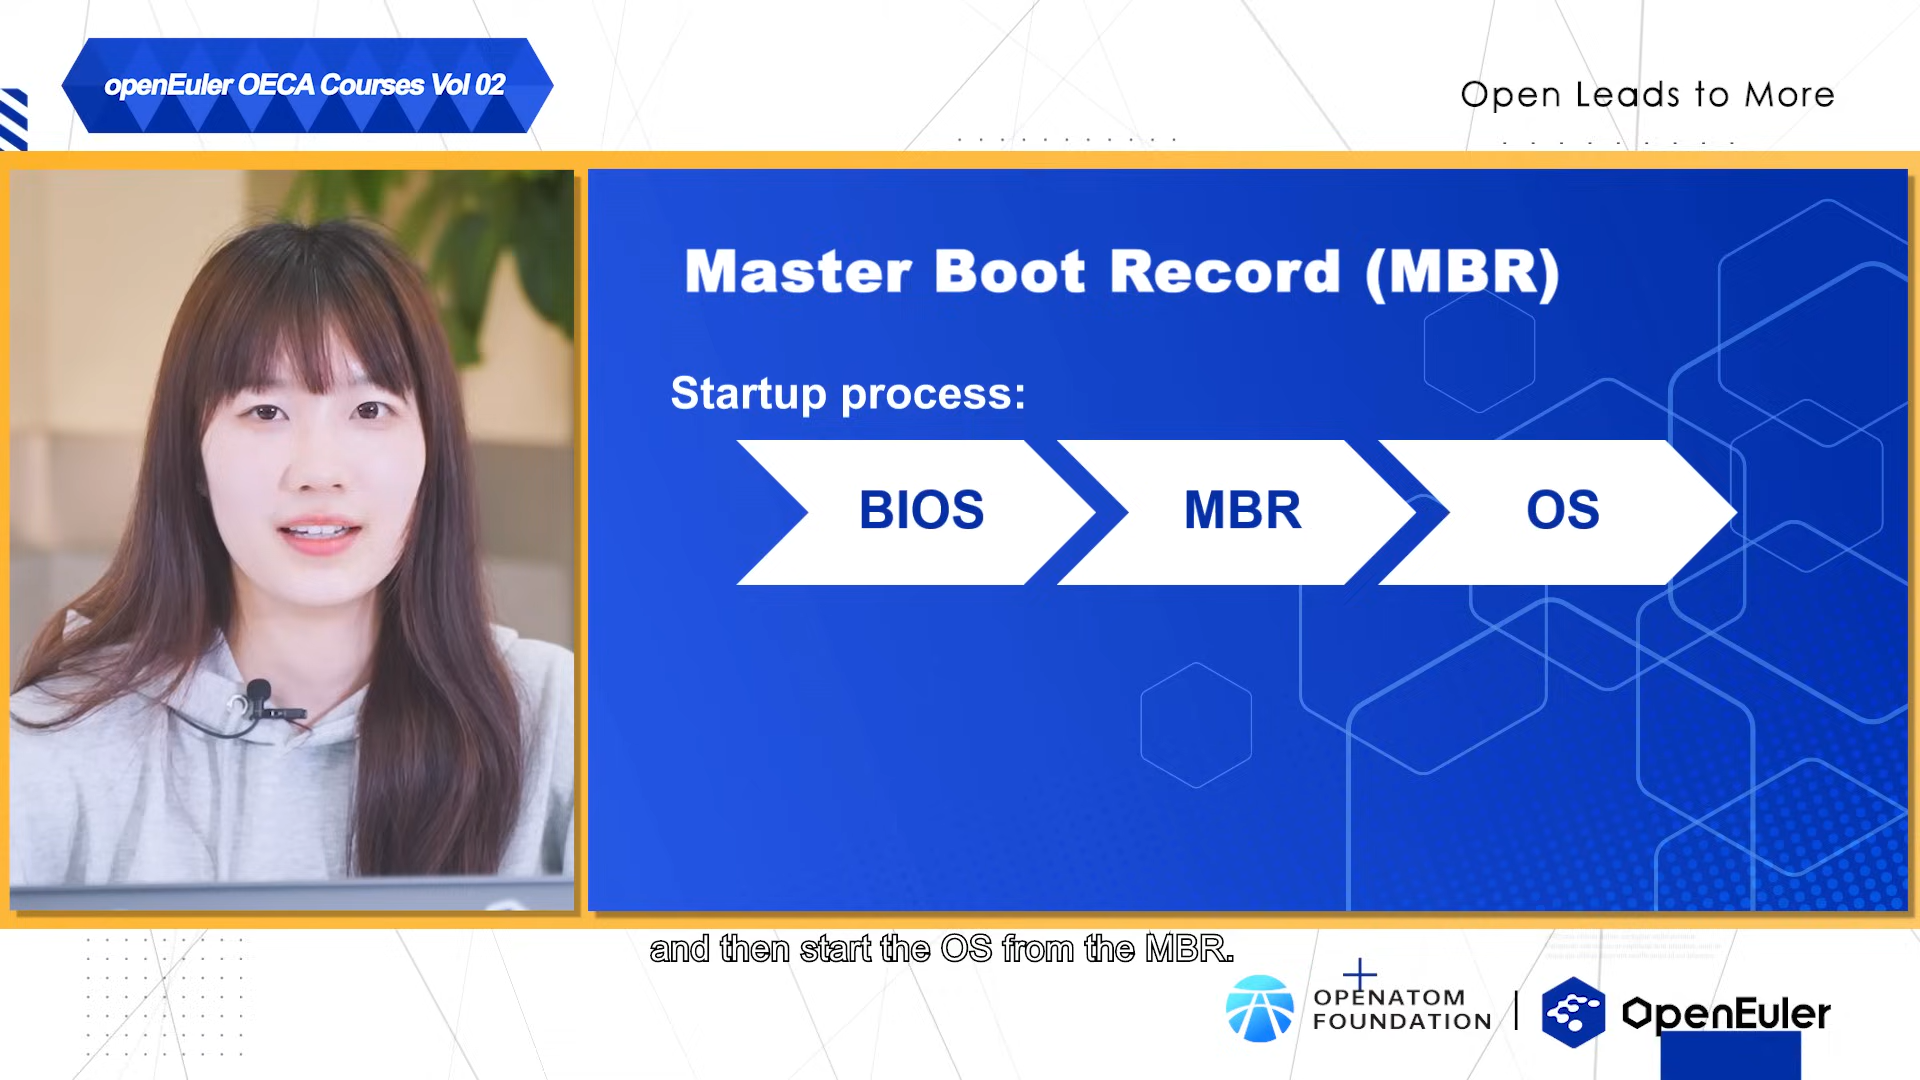 openEuler OECA Courses Vol 02
Open Leads to More
Master Boot Record (MBR)
Startup process:
BIOS
MBR
OS
and then start the OS from the MBR.
OPENATOM
FOUNDATION
OpenEuler